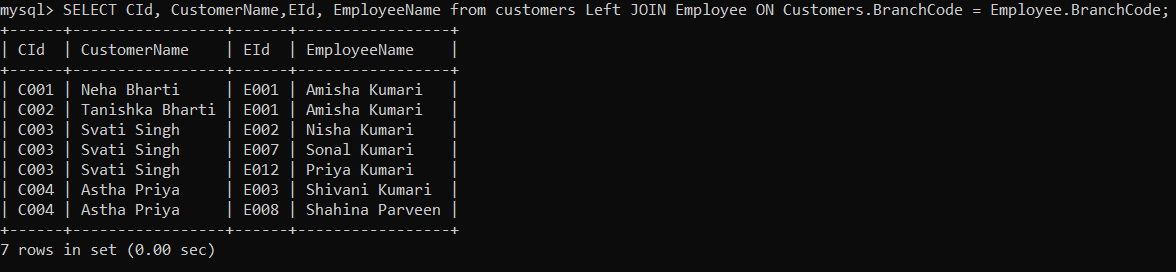 mysql> SELECT CId, CustomerName,EId, EmployeeName from customers Left JOIN Employee ON Customers.BranchCode = Employee.BranchCode;
+------+-----------------+------+-----------------+
| CId  | CustomerName    | EId  | EmployeeName    |
+------+-----------------+------+-----------------+
| C001 | Neha Bharti     | E001 | Amisha Kumari   |
| C002 | Tanishka Bharti | E001 | Amisha Kumari   |
| C003 | Svati Singh     | E002 | Nisha Kumari    |
| C003 | Svati Singh     | E007 | Sonal Kumari    |
| C003 | Svati Singh     | E012 | Priya Kumari    |
| C004 | Astha Priya     | E003 | Shivani Kumari  |
| C004 | Astha Priya     | E008 | Shahina Parveen |
+------+-----------------+------+-----------------+
7 rows in set (0.00 sec)